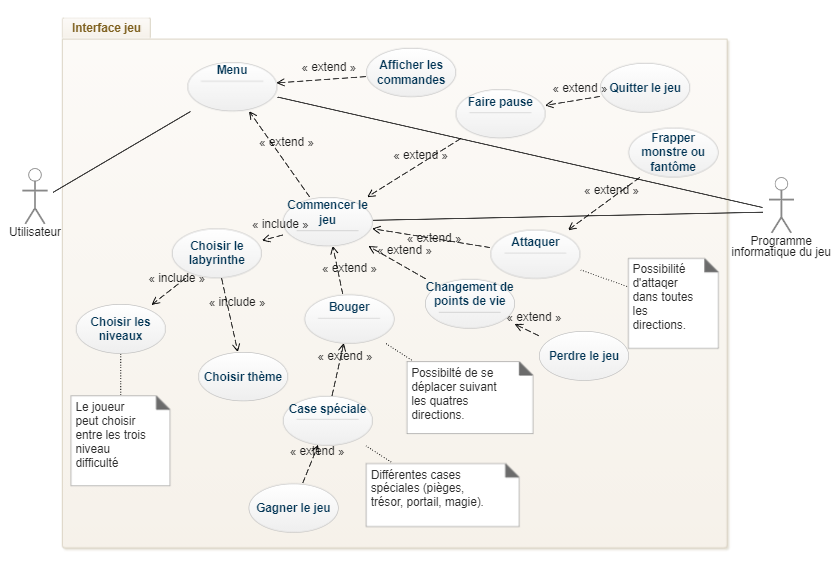 Interface jeu
Menu
« extend »
Afficher les
commandes
Faire pause
« extend »
Quitter le jeu
« extend »
« extend »
Frapper
monstre ou
fantôme
« extend »
Utilisateur
Commencer le
jeu
Programme
informatique du jeu
« include »
Choisir le
labyrinthe
« extend »
« extend »
Attaquer
Possibilité
d'attaqer
dans toutes
les
directions.
« include »
« include »
« extend »
Changement de
points de vie
Choisir les
niveaux
Bouger
« extend »
Perdre le jeu
Choisir thème
« extend »
Possibilté de se
déplacer suivant
les quatres
directions.
Le joueur
peut choisir
entre les trois
niveau
difficulté
Case spéciale
« extend »
Différentes cases
spéciales (pièges,
trésor, portail, magie).
Gagner le jeu